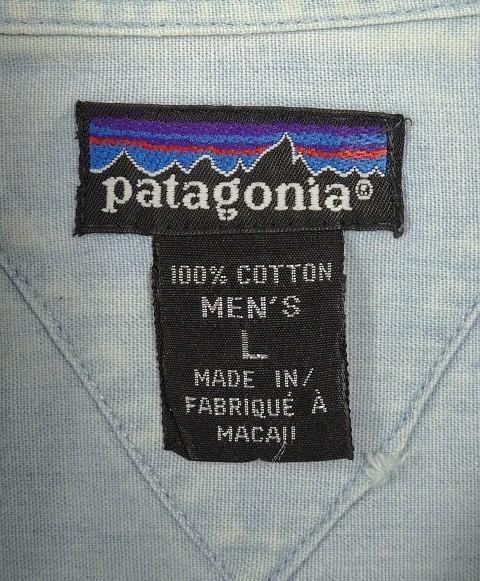 patagonia®
100% COTTON
MEN'S
L
MADE IN/
FABRIQUÉ À
MACAU